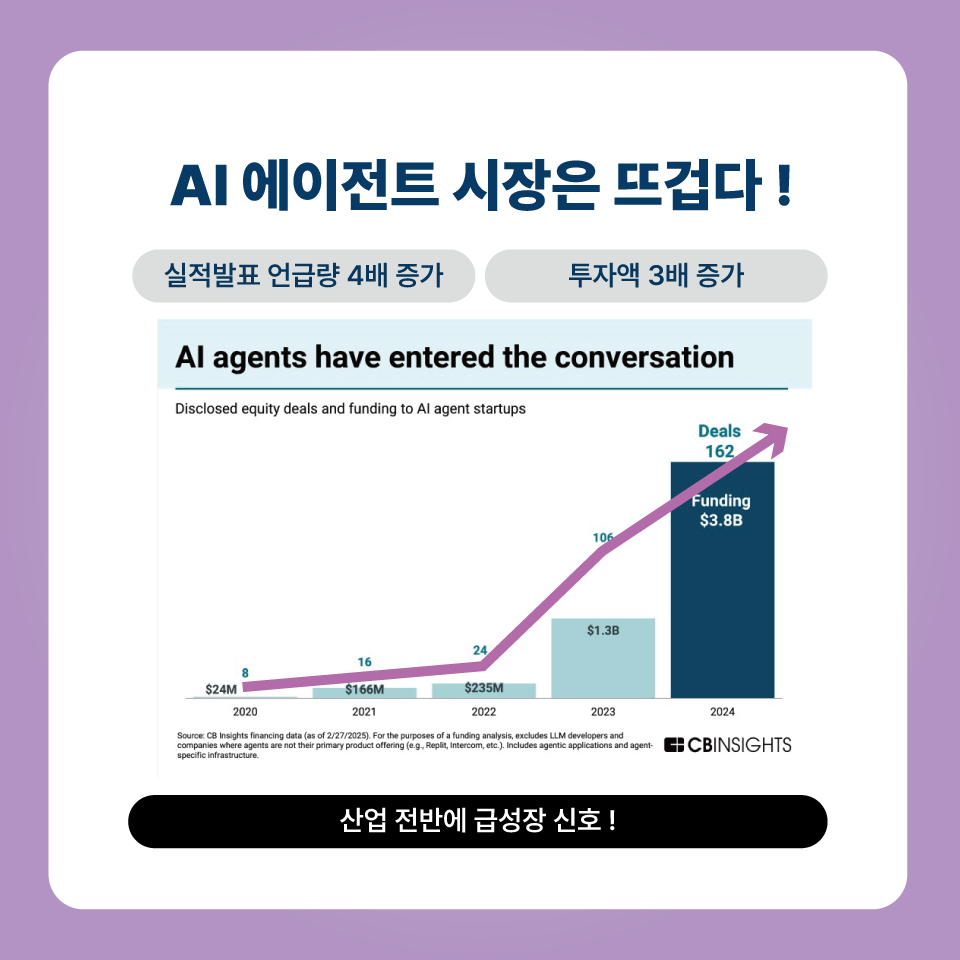 AI 에이전트 시장은 뜨겁다 !
실적발표 언급량 4배 증가
투자액 3배 증가
AI agents have entered the conversation
Disclosed equity deals and funding to AI agent startups
Deals
162
Funding
$3.8B
106
$1.3B
24
$235M
16
$166M
8
$24M
2020
2021
2022
2023
2024
Source: CB Insights financing data (as of 2/27/2025). For the purposes of a funding analysis, excludes LLM developers and
companies where agents are not their primary product offering (e.g., Replit, Intercom, etc.). Includes agentic applications and agent-
specific infrastructure.
CBINSIGHTS
산업 전반에 급성장 신호 !